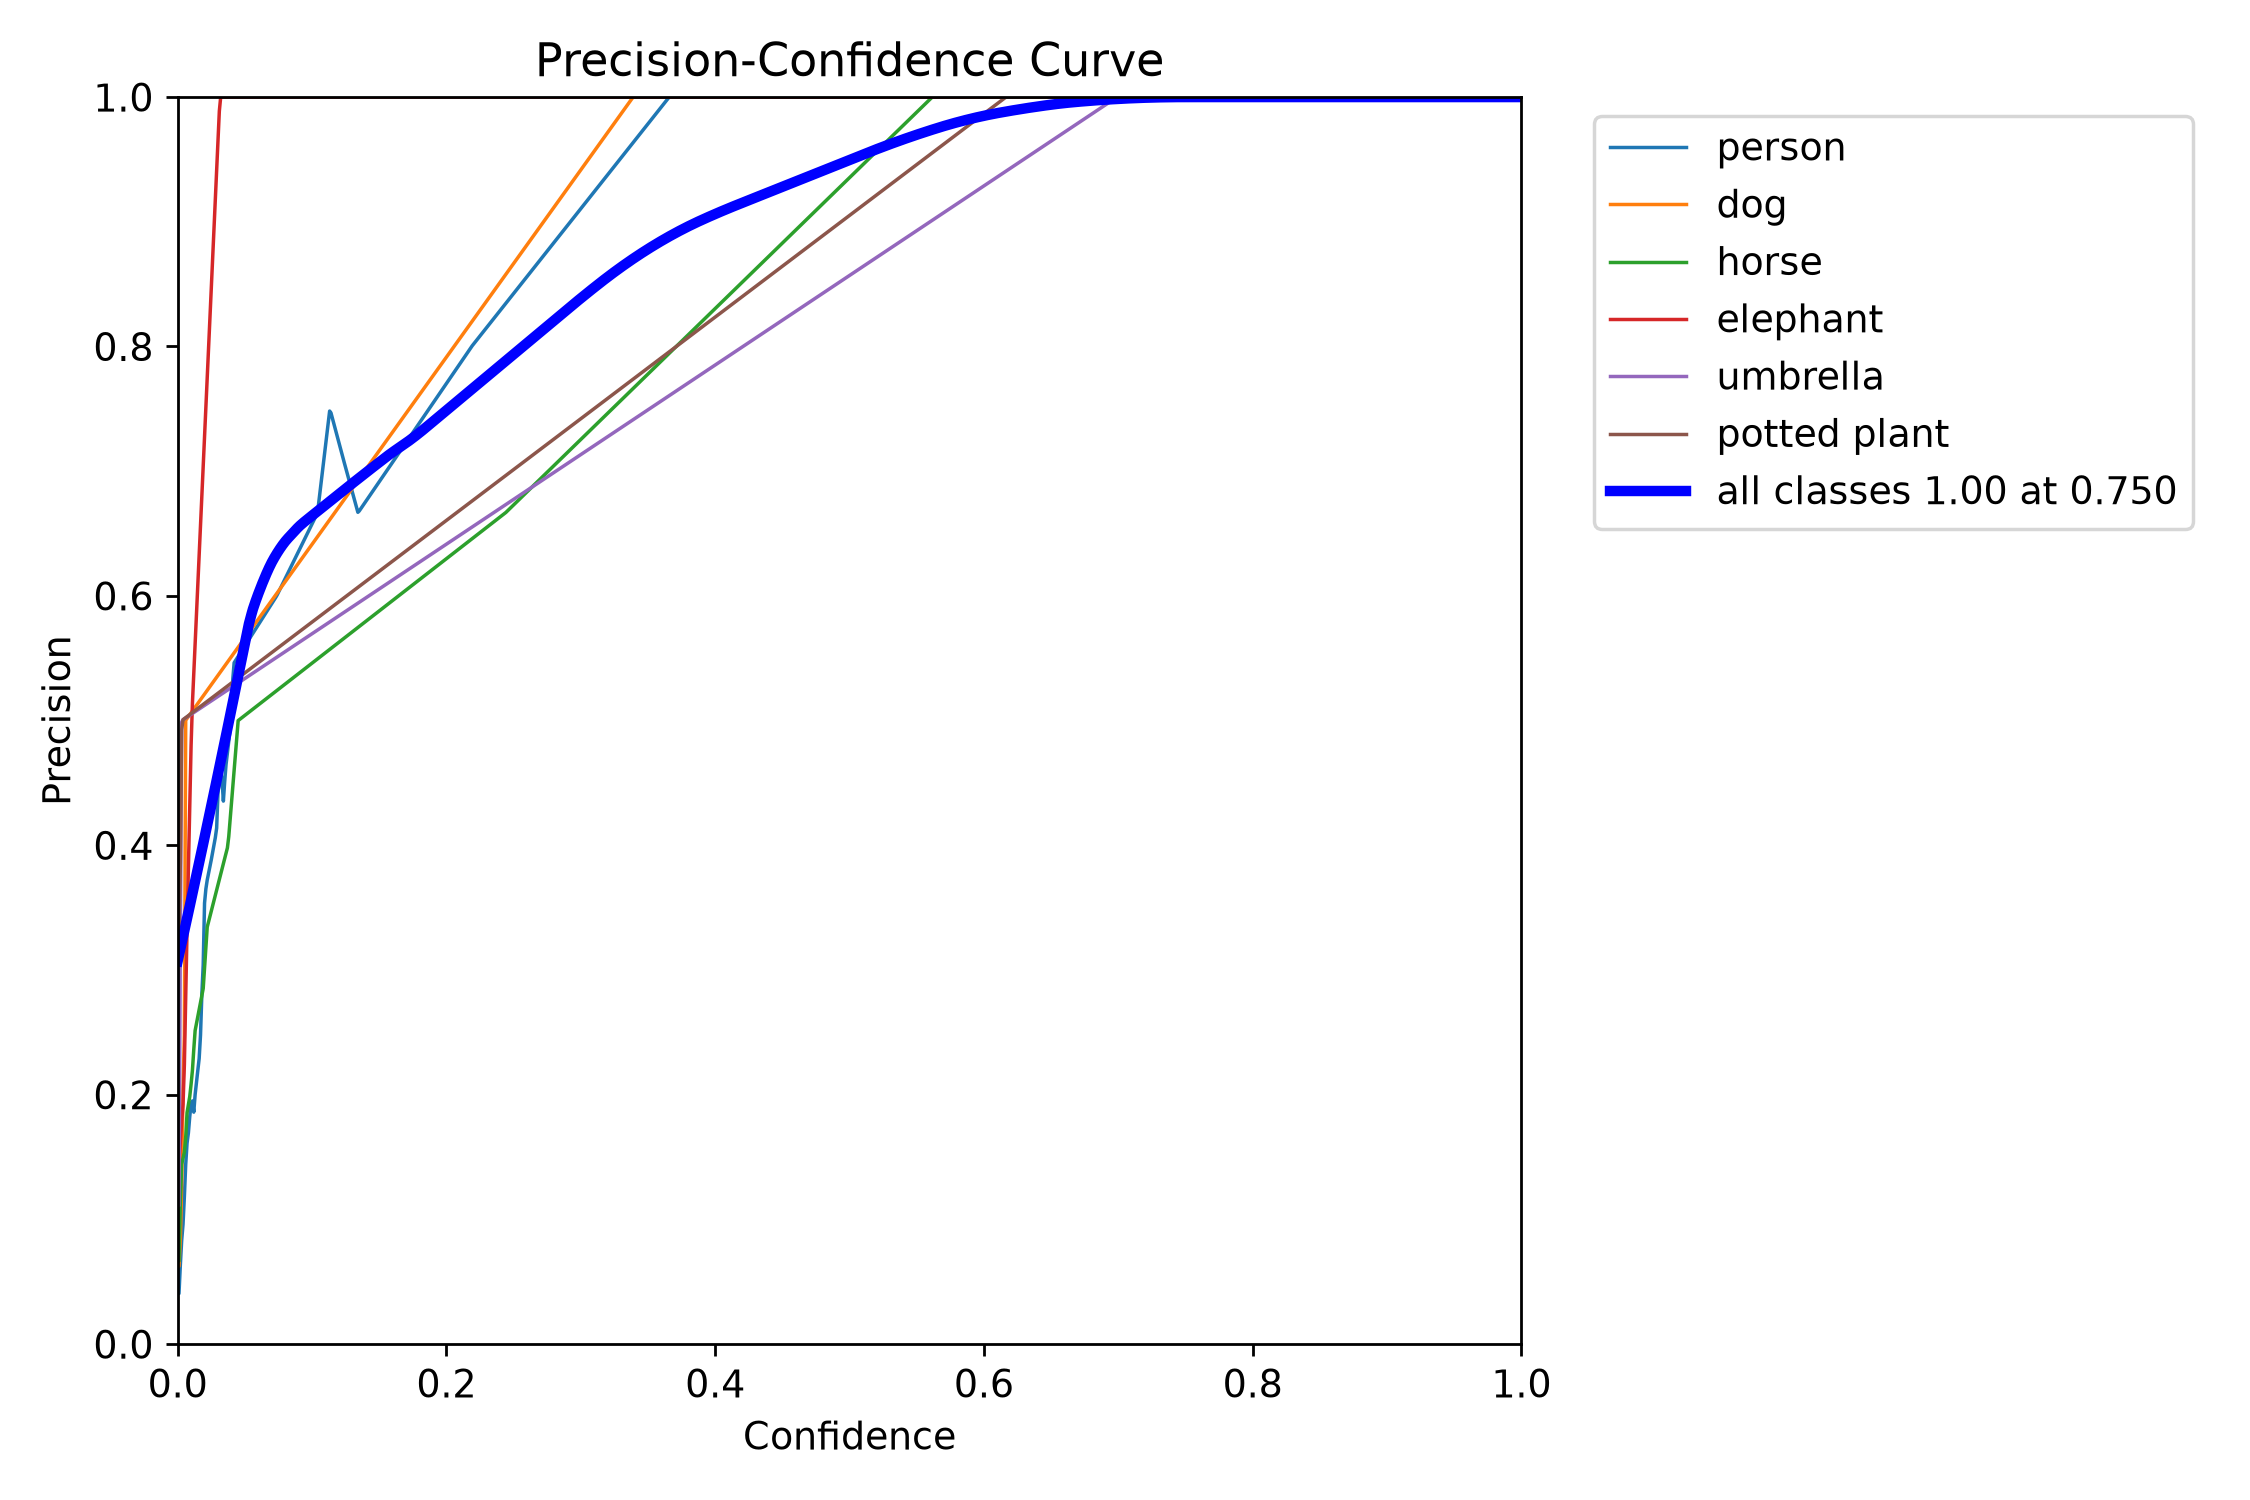 Precision-Confidence Curve
1.0
0.8
0.6
0.4
0.2
0.0
Precision
0.0 0.2 0.4 0.6 0.8 1.0
Confidence
person
dog
horse
elephant
umbrella
potted plant
all classes 1.00 at 0.750